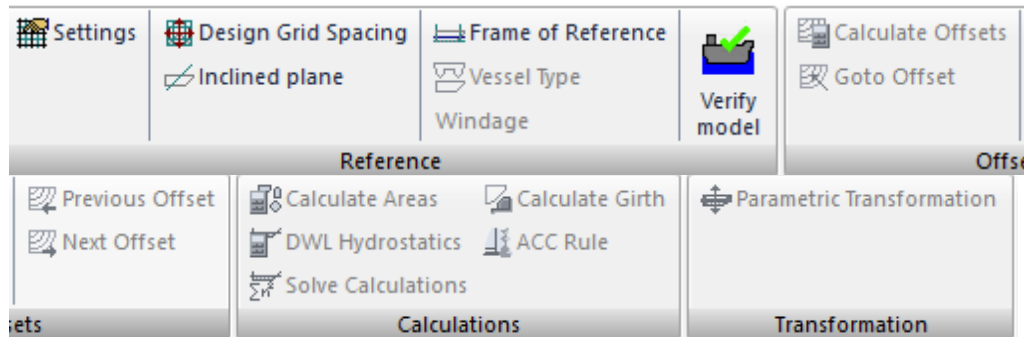 Settings
Design Grid Spacing
Inclined plane
Frame of Reference
Vessel Type
Windage
Verify
model
Reference
Calculate Offsets
Goto Offset
Offse
Previous Offset
Next Offset
sets
Calculate Areas
DWL Hydrostatics
Solve Calculations
Calculate Girth
ACC Rule
Calculations
Parametric Transformation
Transformation